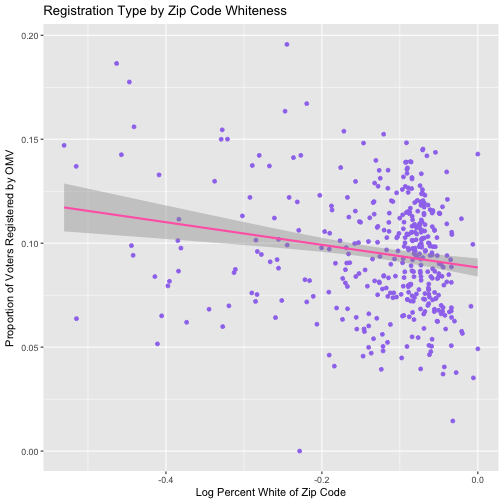 Registration Type by Zip Code Whiteness
Proportion of Voters Registered by OMV
0.20
0.15
0.10
0.05
0.00
-0.4
-0.2
0.0
Log Percent White of Zip Code